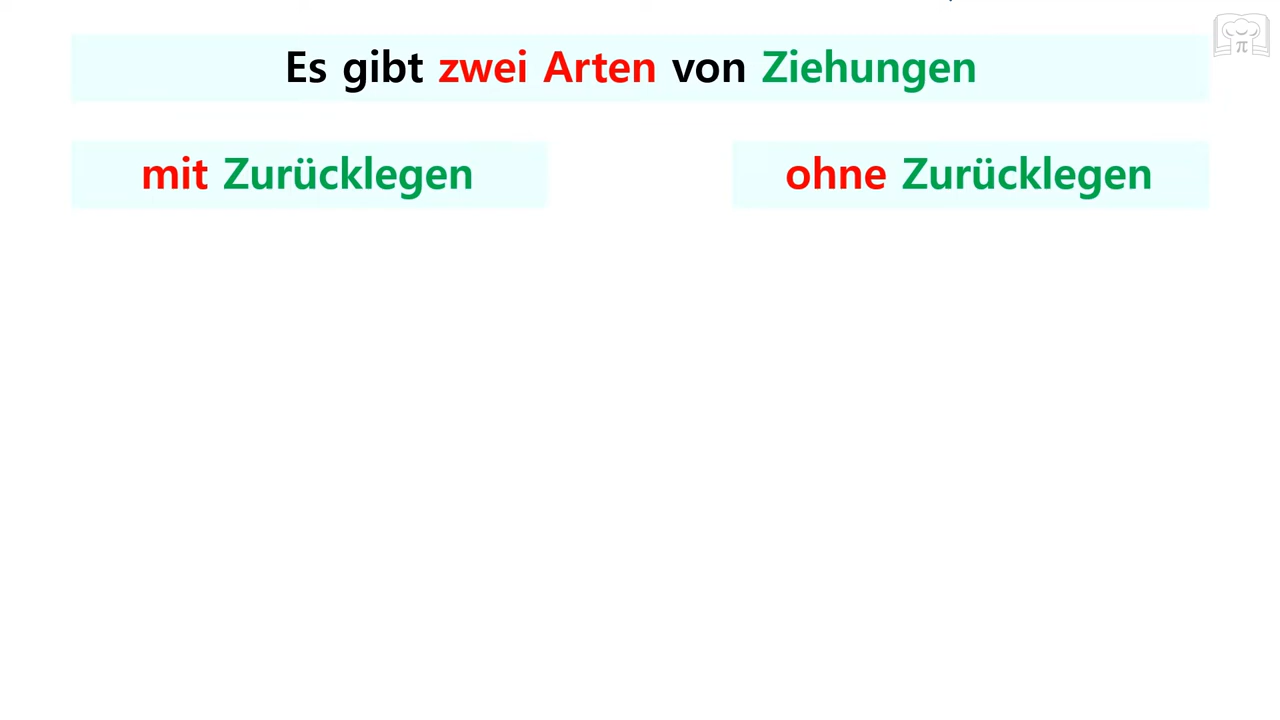 Es gibt zwei Arten von Ziehungen
mit Zurücklegen
ohne Zurücklegen
π